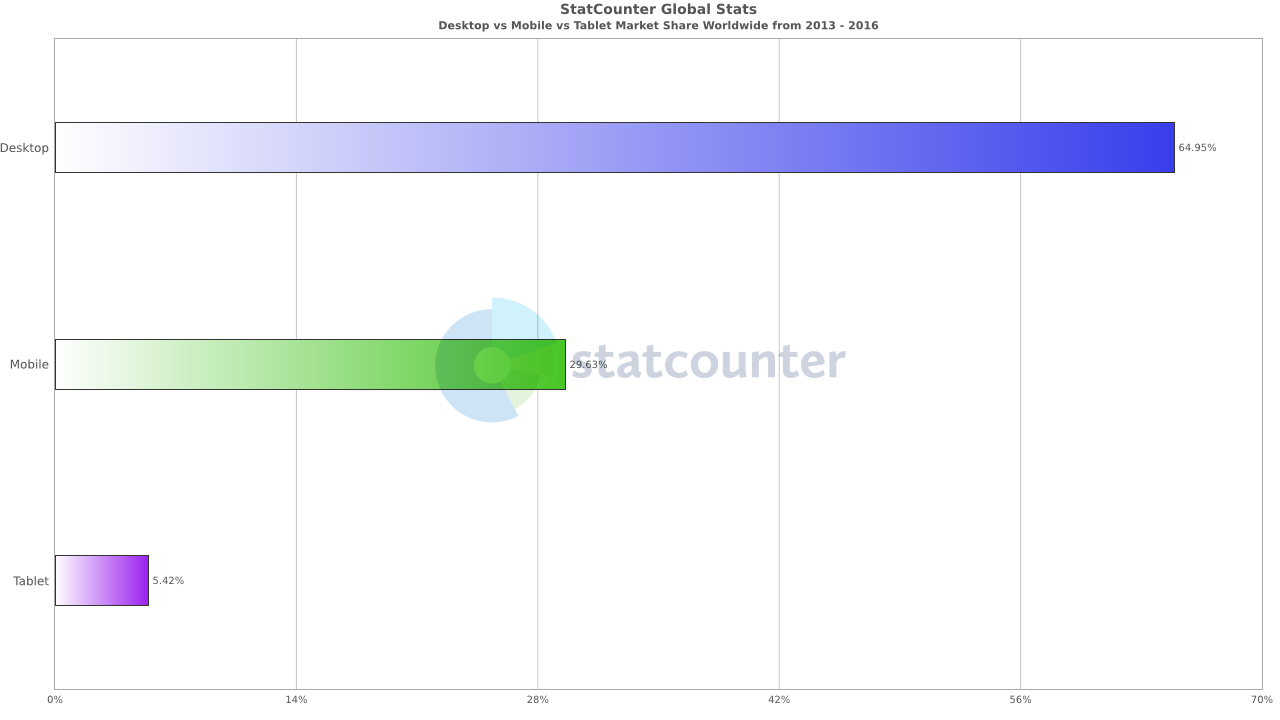 StatCounter Global Stats
Desktop vs Mobile vs Tablet Market Share Worldwide from 2013 - 2016
Desktop
64.95%
Mobile
29.63%
statcounter
Tablet
5.42%
0%
14%
28%
42%
56%
70%